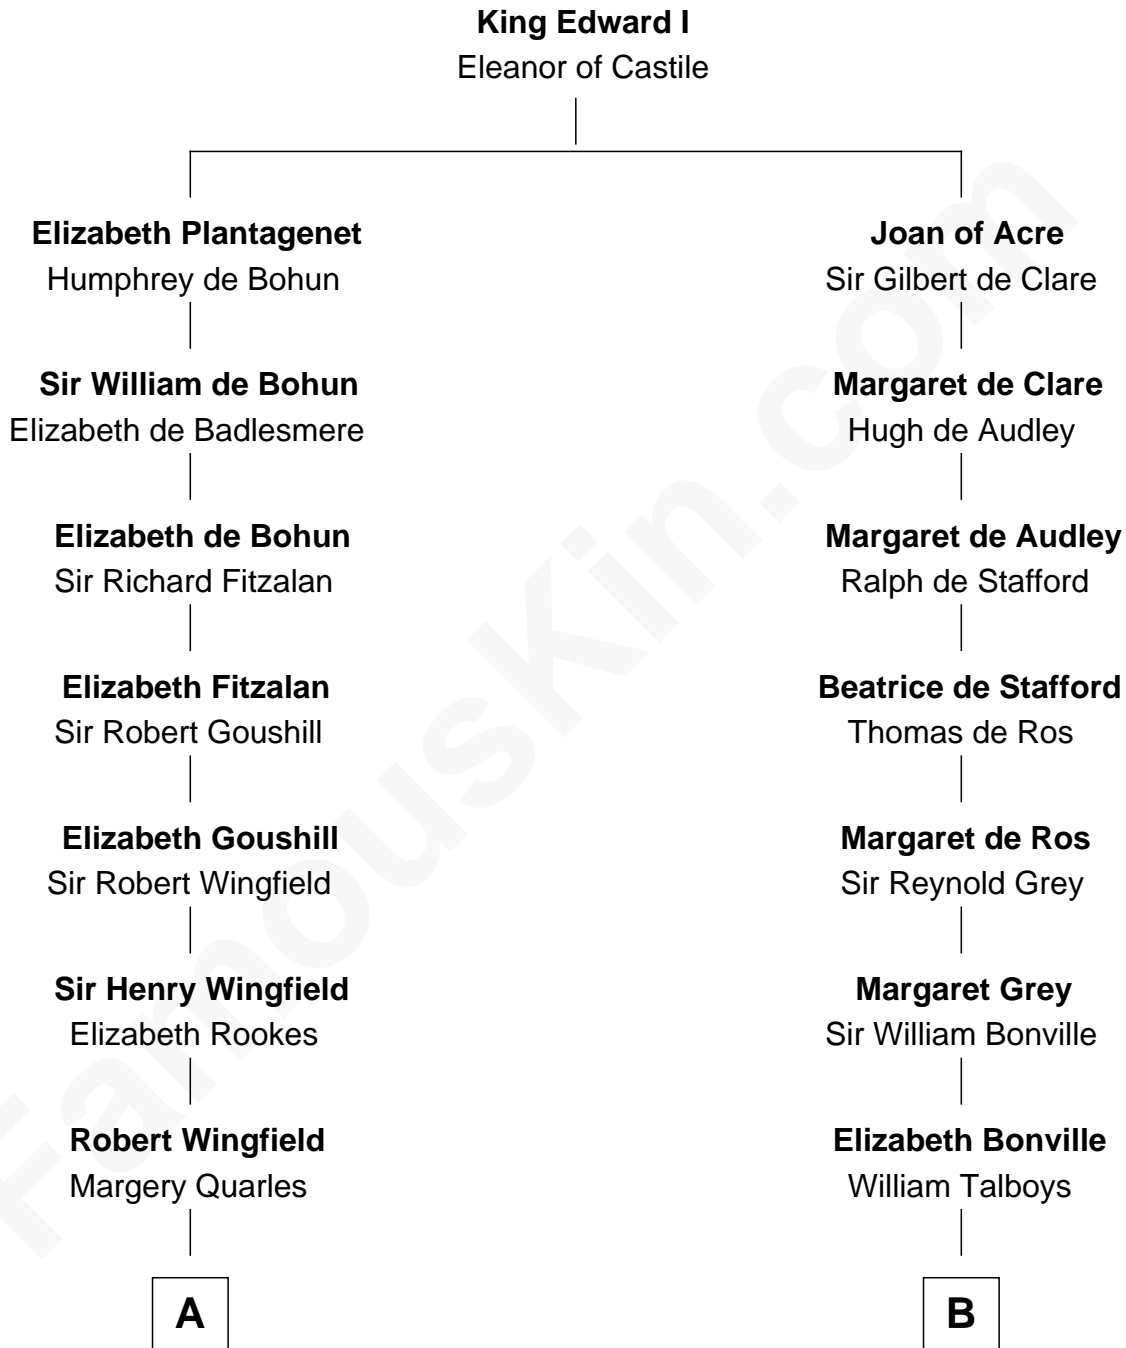 King Edward I
Eleanor of Castile
Elizabeth Plantagenet
Humphrey de Bohun
Joan of Acre
Sir Gilbert de Clare
Sir William de Bohun
Elizabeth de Badlesmere
Margaret de Clare
Hugh de Audley
Elizabeth de Bohun
Sir Richard Fitzalan
Margaret de Audley
Ralph de Stafford
Elizabeth Fitzalan
Sir Robert Goushill
Beatrice de Stafford
Thomas de Ros
Elizabeth Goushill
Sir Robert Wingfield
Margaret de Ros
Sir Reynold Grey
Sir Henry Wingfield
Elizabeth Rookes
Margaret Grey
Sir William Bonville
Robert Wingfield
Margery Quarles
Elizabeth Bonville
William Talboys
A
B
FamousKin.com